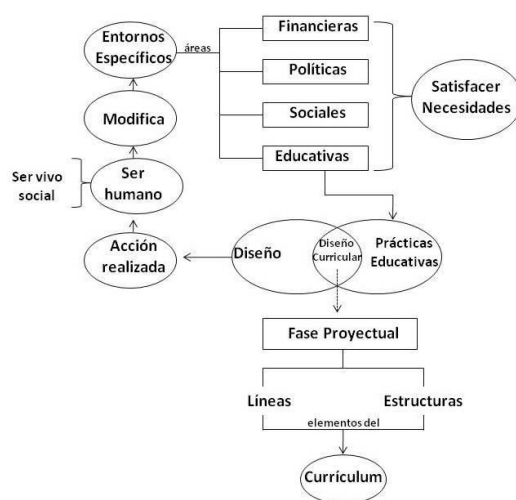 Entornos
Específicos
áreas
Financieras
Políticas
Sociales
Educativas
Satisfacer
Necesidades
Modifica
Ser vivo
social
Ser
humano
Acción
realizada
Diseño
Diseño
Curricular
Prácticas
Educativas
Fase Proyectual
Líneas
Estructuras
elementos del
Currículum